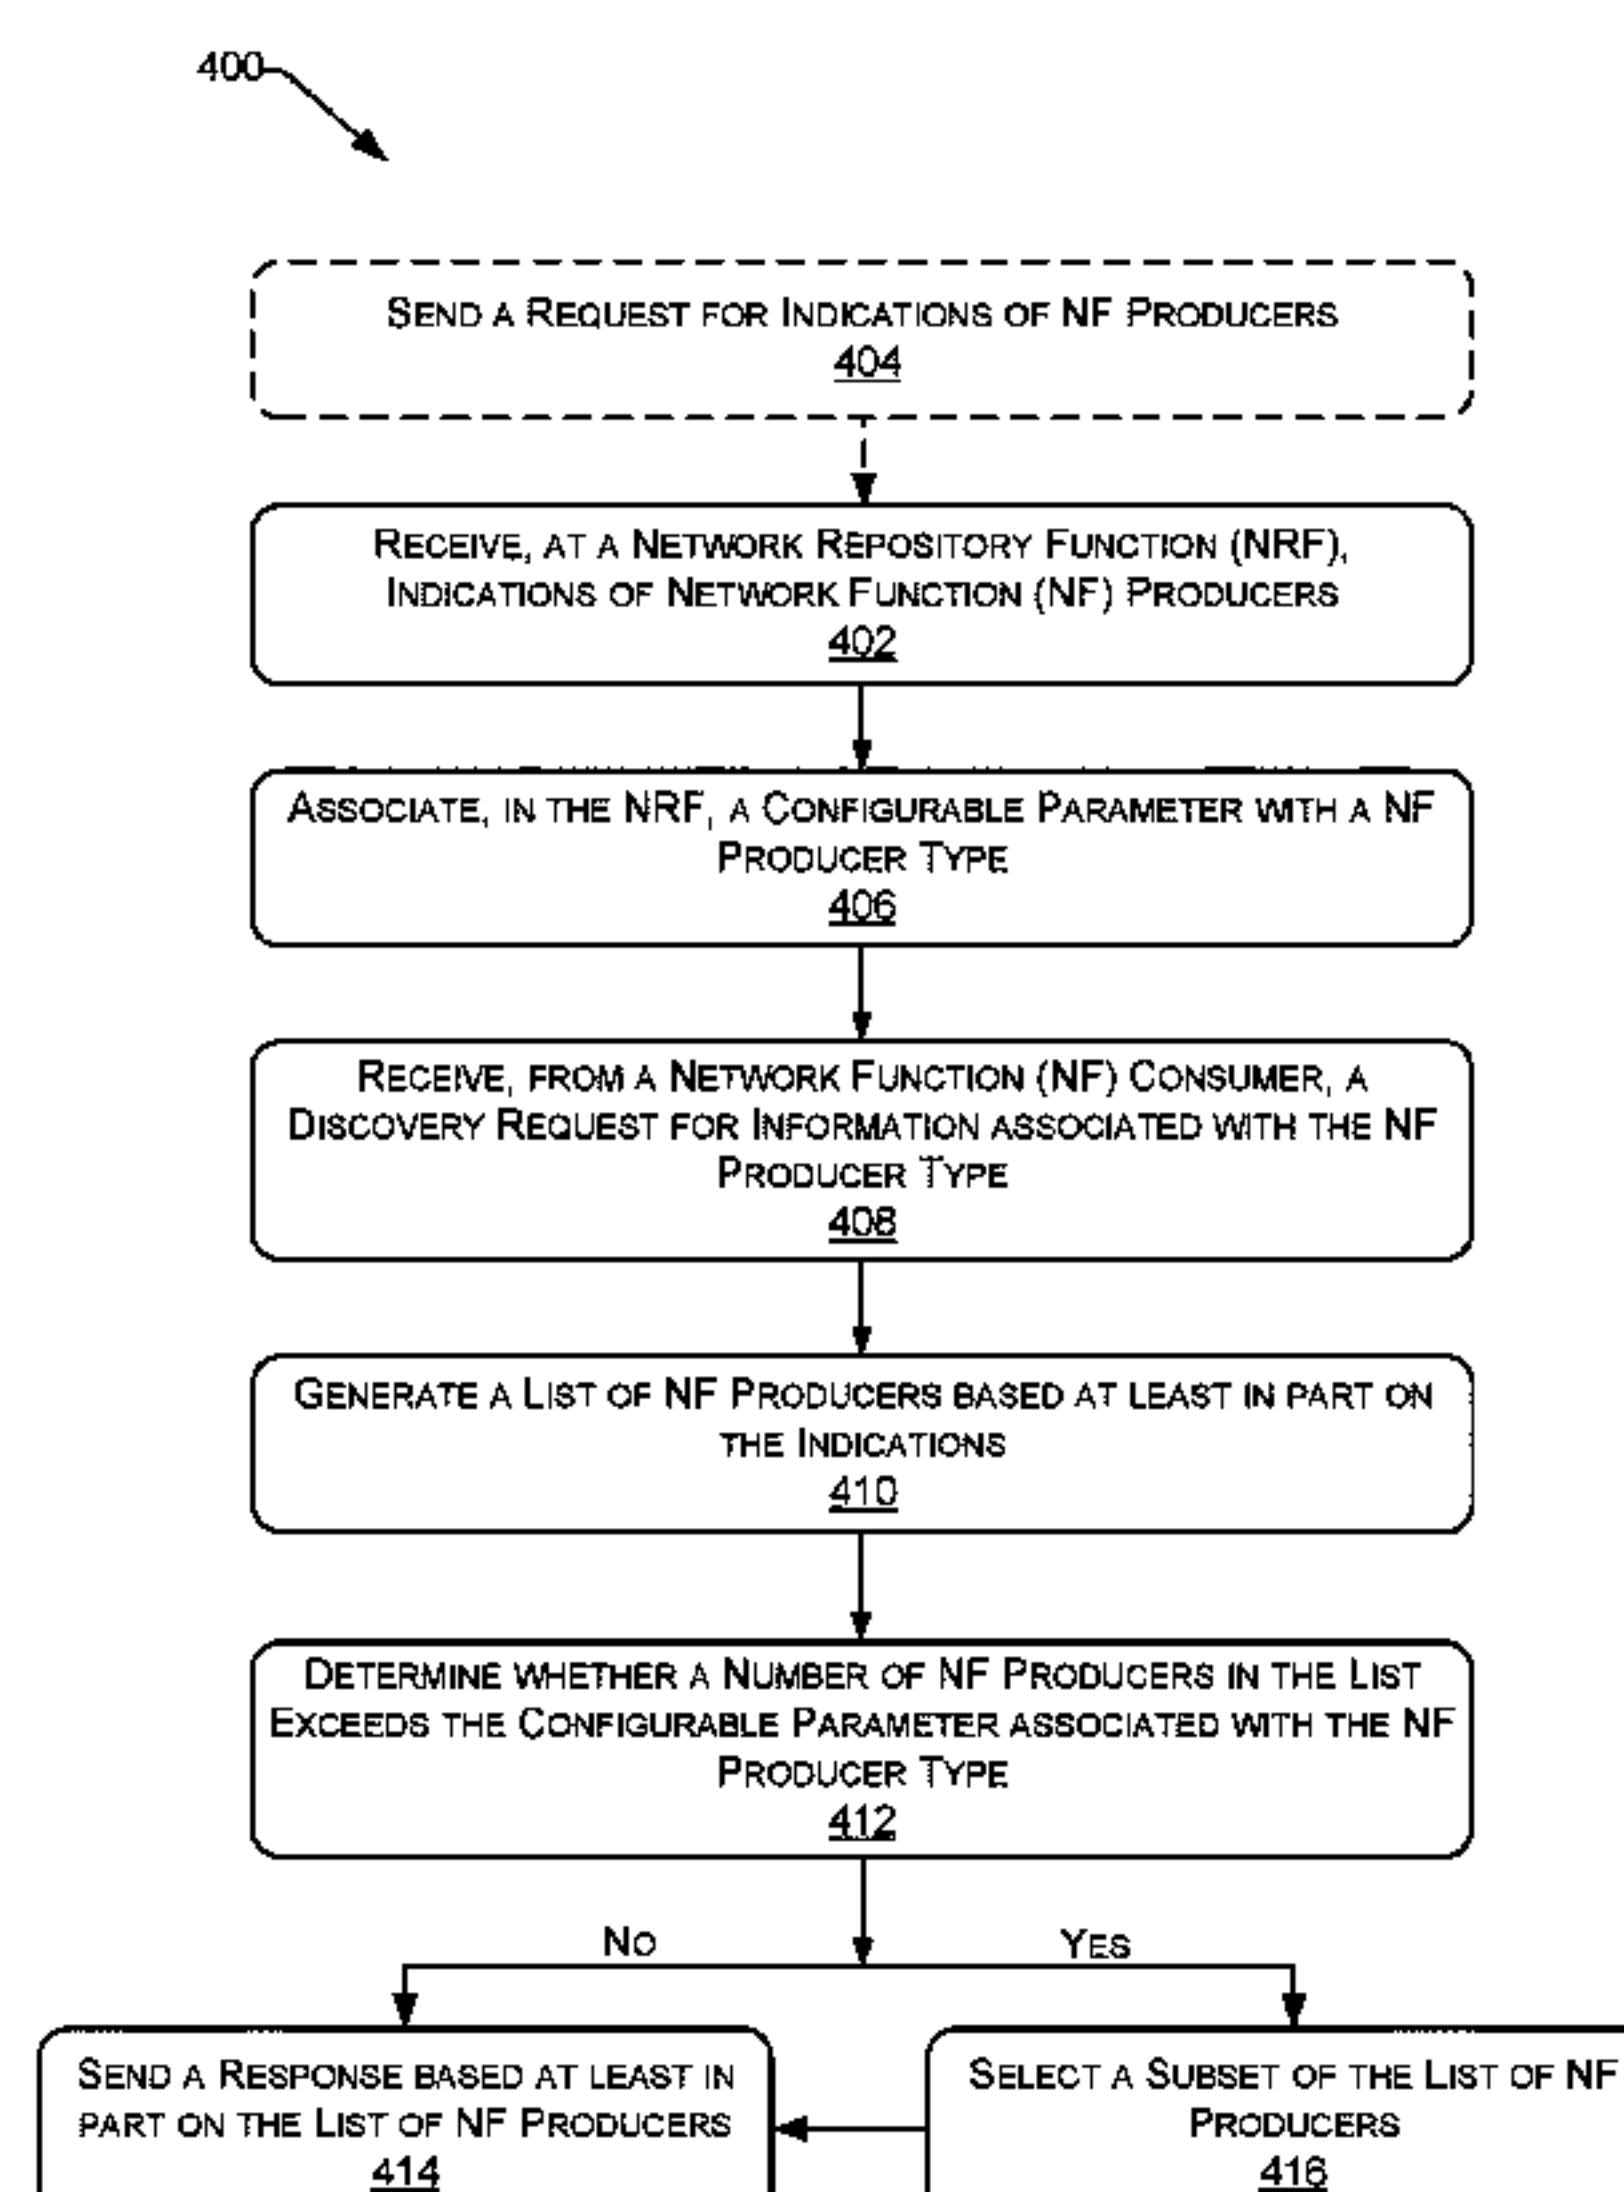 400
SEND A REQUEST FOR INDICATIONS OF NF PRODUCERS
404
RECEIVE, AT A NETWORK REPOSITORY FUNCTION (NRF),
INDICATIONS OF NETWORK FUNCTION (NF) PRODUCERS
402
ASSOCIATE, IN THE NRF, A CONFIGURABLE PARAMETER WITH A NF
PRODUCER TYPE
406
RECEIVE, FROM A NETWORK FUNCTION (NF) CONSUMER, A
DISCOVERY REQUEST FOR INFORMATION ASSOCIATED WITH THE NF
PRODUCER TYPE
408
GENERATE A LIST OF NF PRODUCERS BASED AT LEAST IN PART ON
THE INDICATIONS
410
DETERMINE WHETHER A NUMBER OF NF PRODUCERS IN THE LIST
EXCEEDS THE CONFIGURABLE PARAMETER ASSOCIATED WITH THE NF
PRODUCER TYPE
412
NO
YES
SEND A RESPONSE BASED AT LEAST IN
PART ON THE LIST OF NF PRODUCERS
414
SELECT A SUBSET OF THE LIST OF NF
PRODUCERS
416